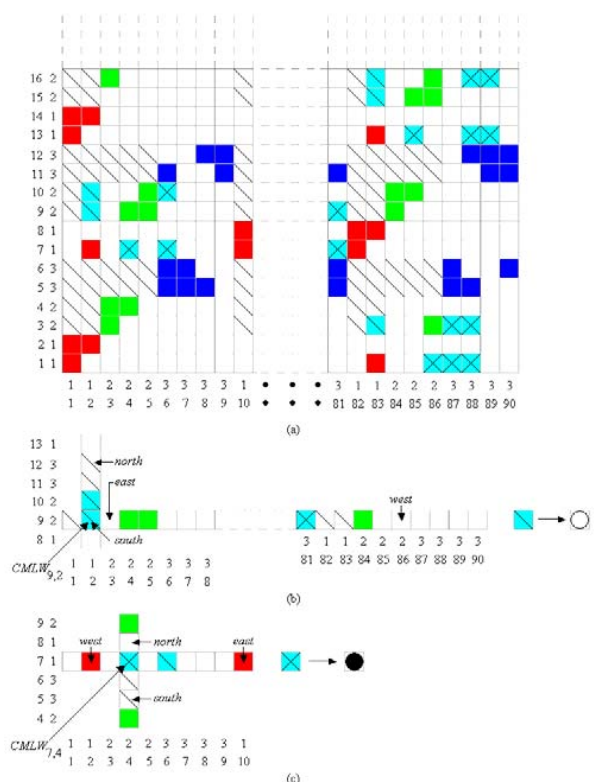 16 2
15 2
14 1
13 1
12 3
11 3
10 2
9 2
8 1
7 1
6 3
5 3
4 2
3 2
2 1
1 1
1 1 2 2 2 3 3 3 3 1 • • • 3 1 1 2 2 2 3 3 3 3
1 2 3 4 5 6 7 8 9 10 • • • 81 82 83 84 85 86 87 88 89 90
(a)
13 1
12 3 north
11 3 east
10 2 west
9 2
8 1 south
3 1 1 2 2 2 3 3 3 3
81 82 83 84 85 86 87 88 89 90
CMLW 9,2
1 1 2 2 2 3 3 3
1 2 3 4 5 6 7 8
(b)
9 2
8 1 west north east
7 1
6 3
5 3 south
4 2
CMLW 7,4
1 1 2 2 2 3 3 3 3 1
1 2 3 4 5 6 7 8 9 10
(c)